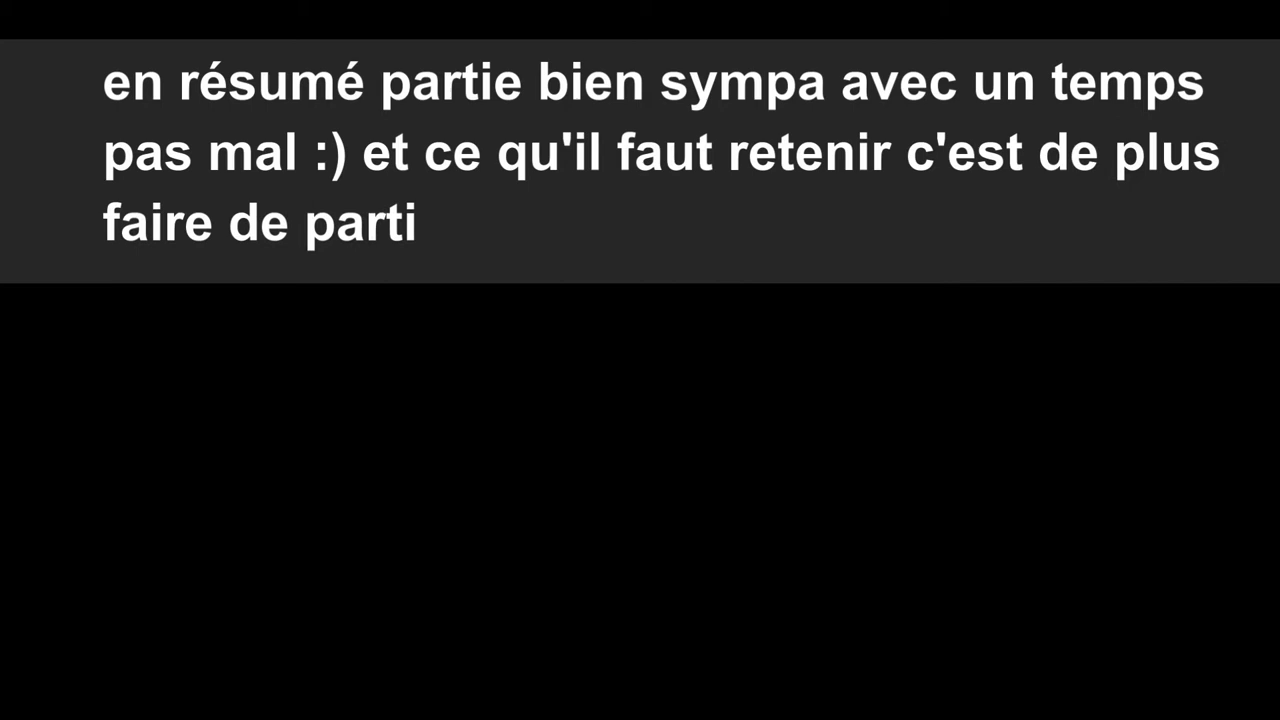 en résumé partie bien sympa avec un temps
pas mal :) et ce qu'il faut retenir c'est de plus
faire de parti